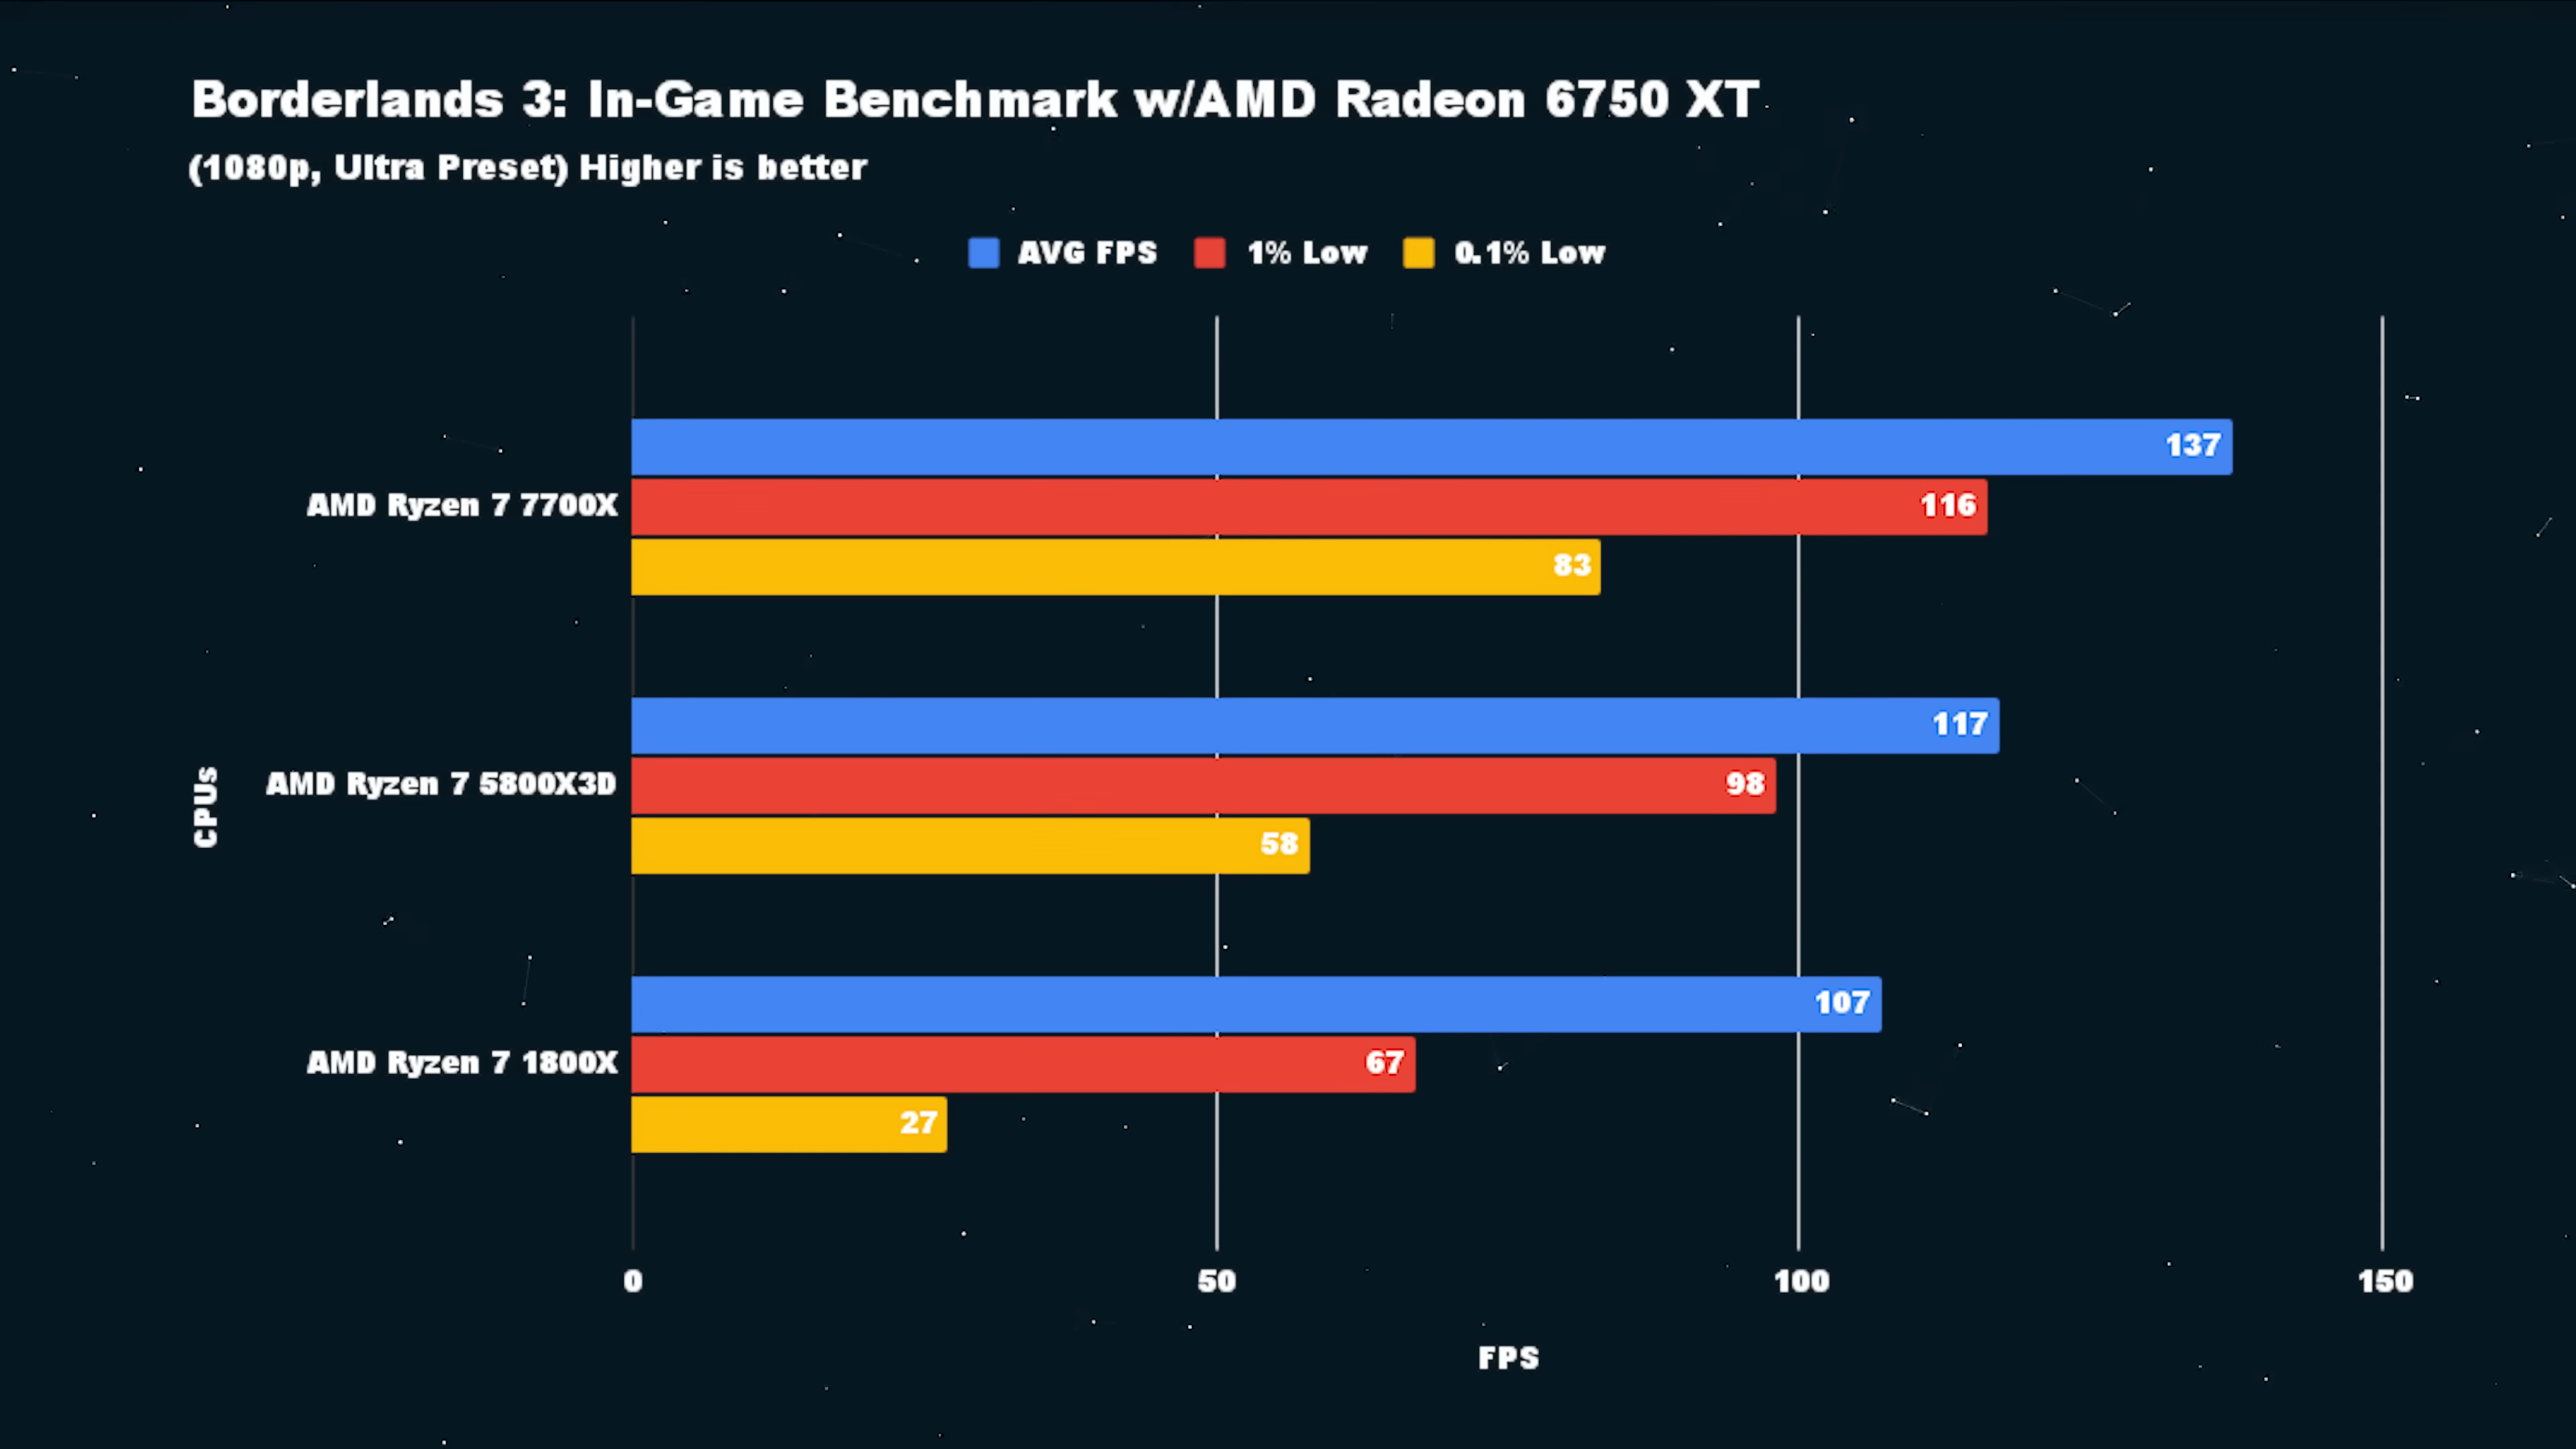 Borderlands 3: In-Game Benchmark w/AMD Radeon 6750 XT
(1080p, Ultra Preset) Higher is better
AVG FPS 1% Low 0.1% Low
137
AMD Ryzen 7 7700X 116
83
117
CPUs
AMD Ryzen 7 5800X3D 98
58
107
AMD Ryzen 7 1800X 67
27
0 50 100 150
FPS